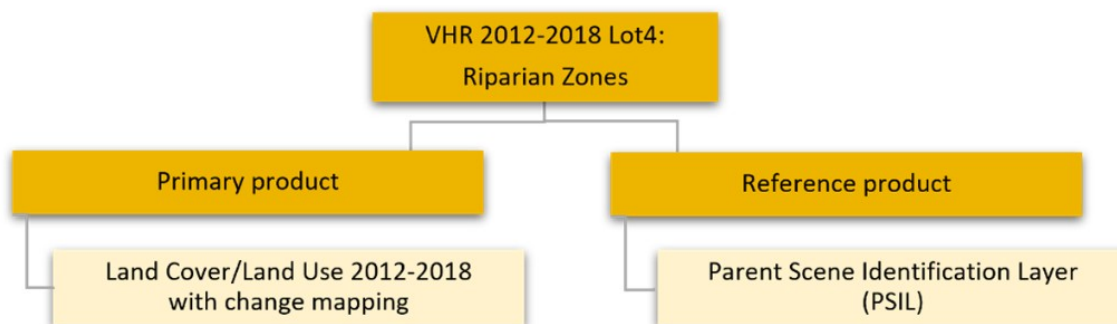 VHR 2012-2018 Lot4:
Riparian Zones
Primary product
Reference product
Land Cover/Land Use 2012-2018
with change mapping
Parent Scene Identification Layer
(PSIL)